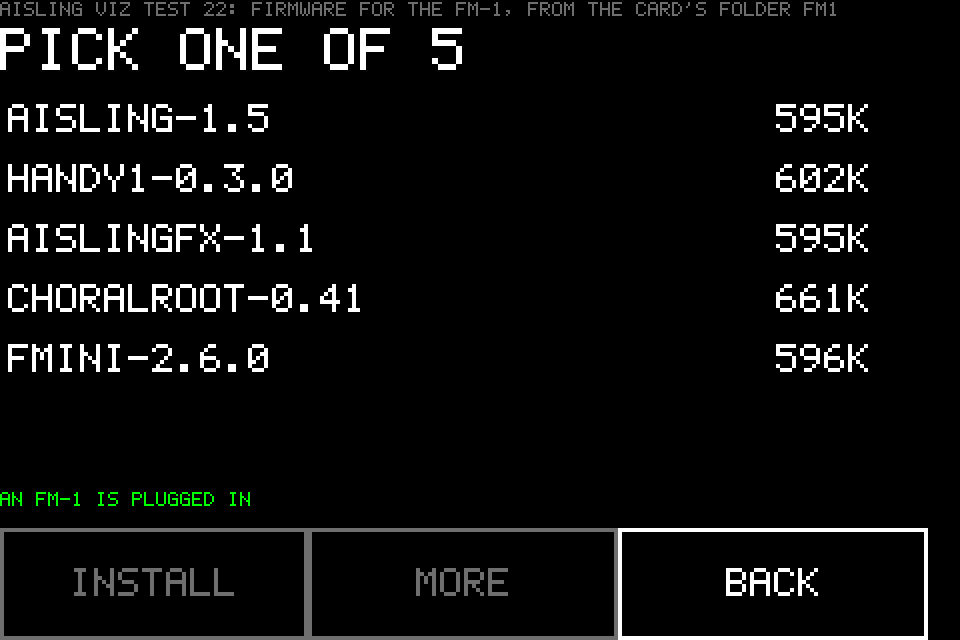 AISLING VIZ TEST 22: FIRMWARE FOR THE FM-1, FROM THE CARD'S FOLDER FM1
PICK ONE OF 5
AISLING-1.5 595K
HANDY1-0.3.0 602K
AISLINGFX-1.1 595K
CHORALROOT-0.41 661K
FMINI-2.6.0 596K
AN FM-1 IS PLUGGED IN
INSTALL MORE BACK